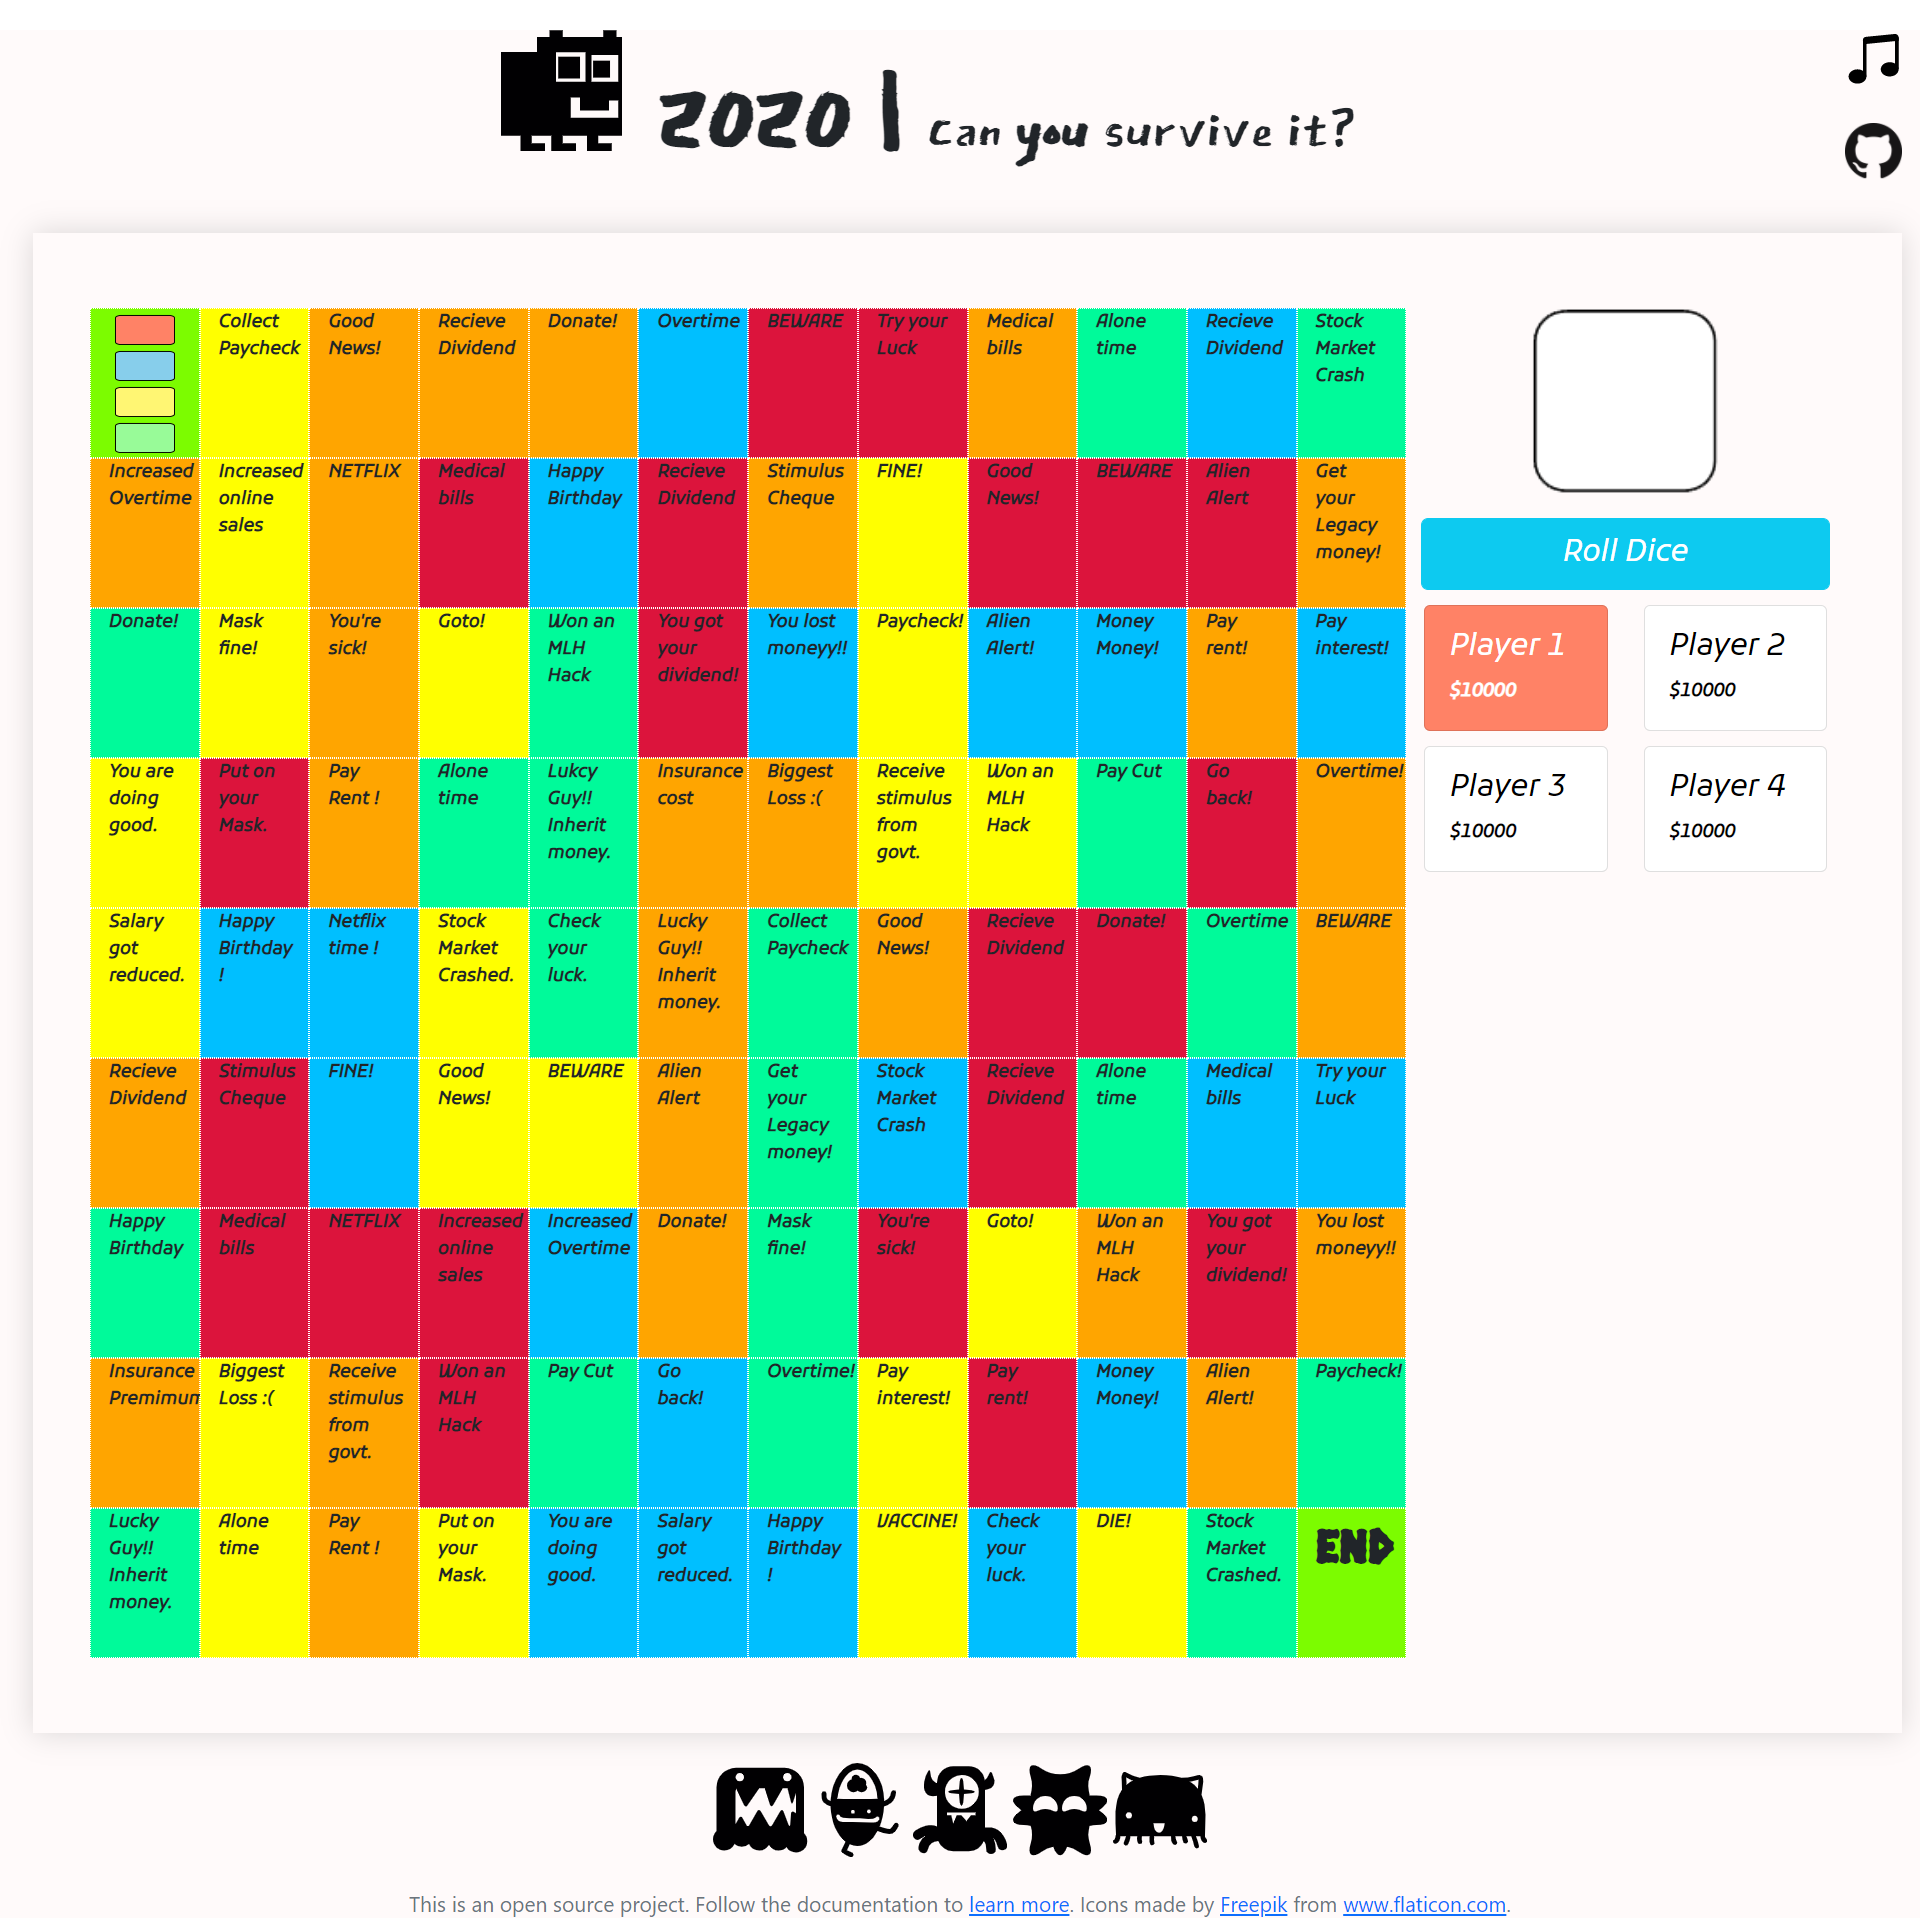 2020 | Can you survive it?
Collect Paycheck
Good News!
Recieve Dividend
Donate!
Overtime
BEWARE
Try your Luck
Medical bills
Alone time
Recieve Dividend
Stock Market Crash
Increased Overtime
Increased online sales
NETFLIX
Medical bills
Happy Birthday
Recieve Dividend
Stimulus Cheque
FINE!
Good News!
BEWARE
Alien Alert
Get your Legacy money!
Donate!
Mask fine!
You're sick!
Goto!
Won an MLH Hack
You got your dividend!
You lost moneyy!!
Paycheck!
Alien Alert!
Money Money!
Pay rent!
Pay interest!
You are doing good.
Put on your Mask.
Pay Rent !
Alone time
Lukcy Guy!! Inherit money.
Insurance cost
Biggest Loss :(
Receive stimulus from govt.
Won an MLH Hack
Pay Cut
Go back!
Overtime!
Salary got reduced.
Happy Birthday !
Netflix time !
Stock Market Crashed.
Check your luck.
Lucky Guy!! Inherit money.
Collect Paycheck
Good News!
Recieve Dividend
Donate!
Overtime
BEWARE
Recieve Dividend
Stimulus Cheque
FINE!
Good News!
BEWARE
Alien Alert
Get your Legacy money!
Stock Market Crash
Recieve Dividend
Alone time
Medical bills
Try your Luck
Happy Birthday
Medical bills
NETFLIX
Increased online sales
Increased Overtime
Donate!
Mask fine!
You're sick!
Goto!
Won an MLH Hack
You got your dividend!
You lost moneyy!!
Insurance Premimum
Biggest Loss :(
Receive stimulus from govt.
Won an MLH Hack
Pay Cut
Go back!
Overtime!
Pay interest!
Pay rent!
Money Money!
Alien Alert!
Paycheck!
Lucky Guy!! Inherit money.
Alone time
Pay Rent !
Put on your Mask.
You are doing good.
Salary got reduced.
Happy Birthday !
VACCINE!
Check your luck.
DIE!
Stock Market Crashed.
END
Roll Dice
Player 1
$10000
Player 2
$10000
Player 3
$10000
Player 4
$10000
This is an open source project. Follow the documentation to learn more. Icons made by Freepik from www.flaticon.com.